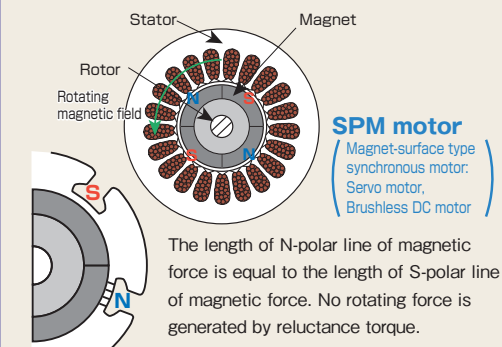 Stator
Magnet
Rotor
Rotating
magnetic field
N
S
S
N
SPM motor
Magnet-surface type
synchronous motor:
Servo motor,
Brushless DC motor
S
N
The length of N-polar line of magnetic
force is equal to the length of S-polar line
of magnetic force. No rotating force is
generated by reluctance torque.